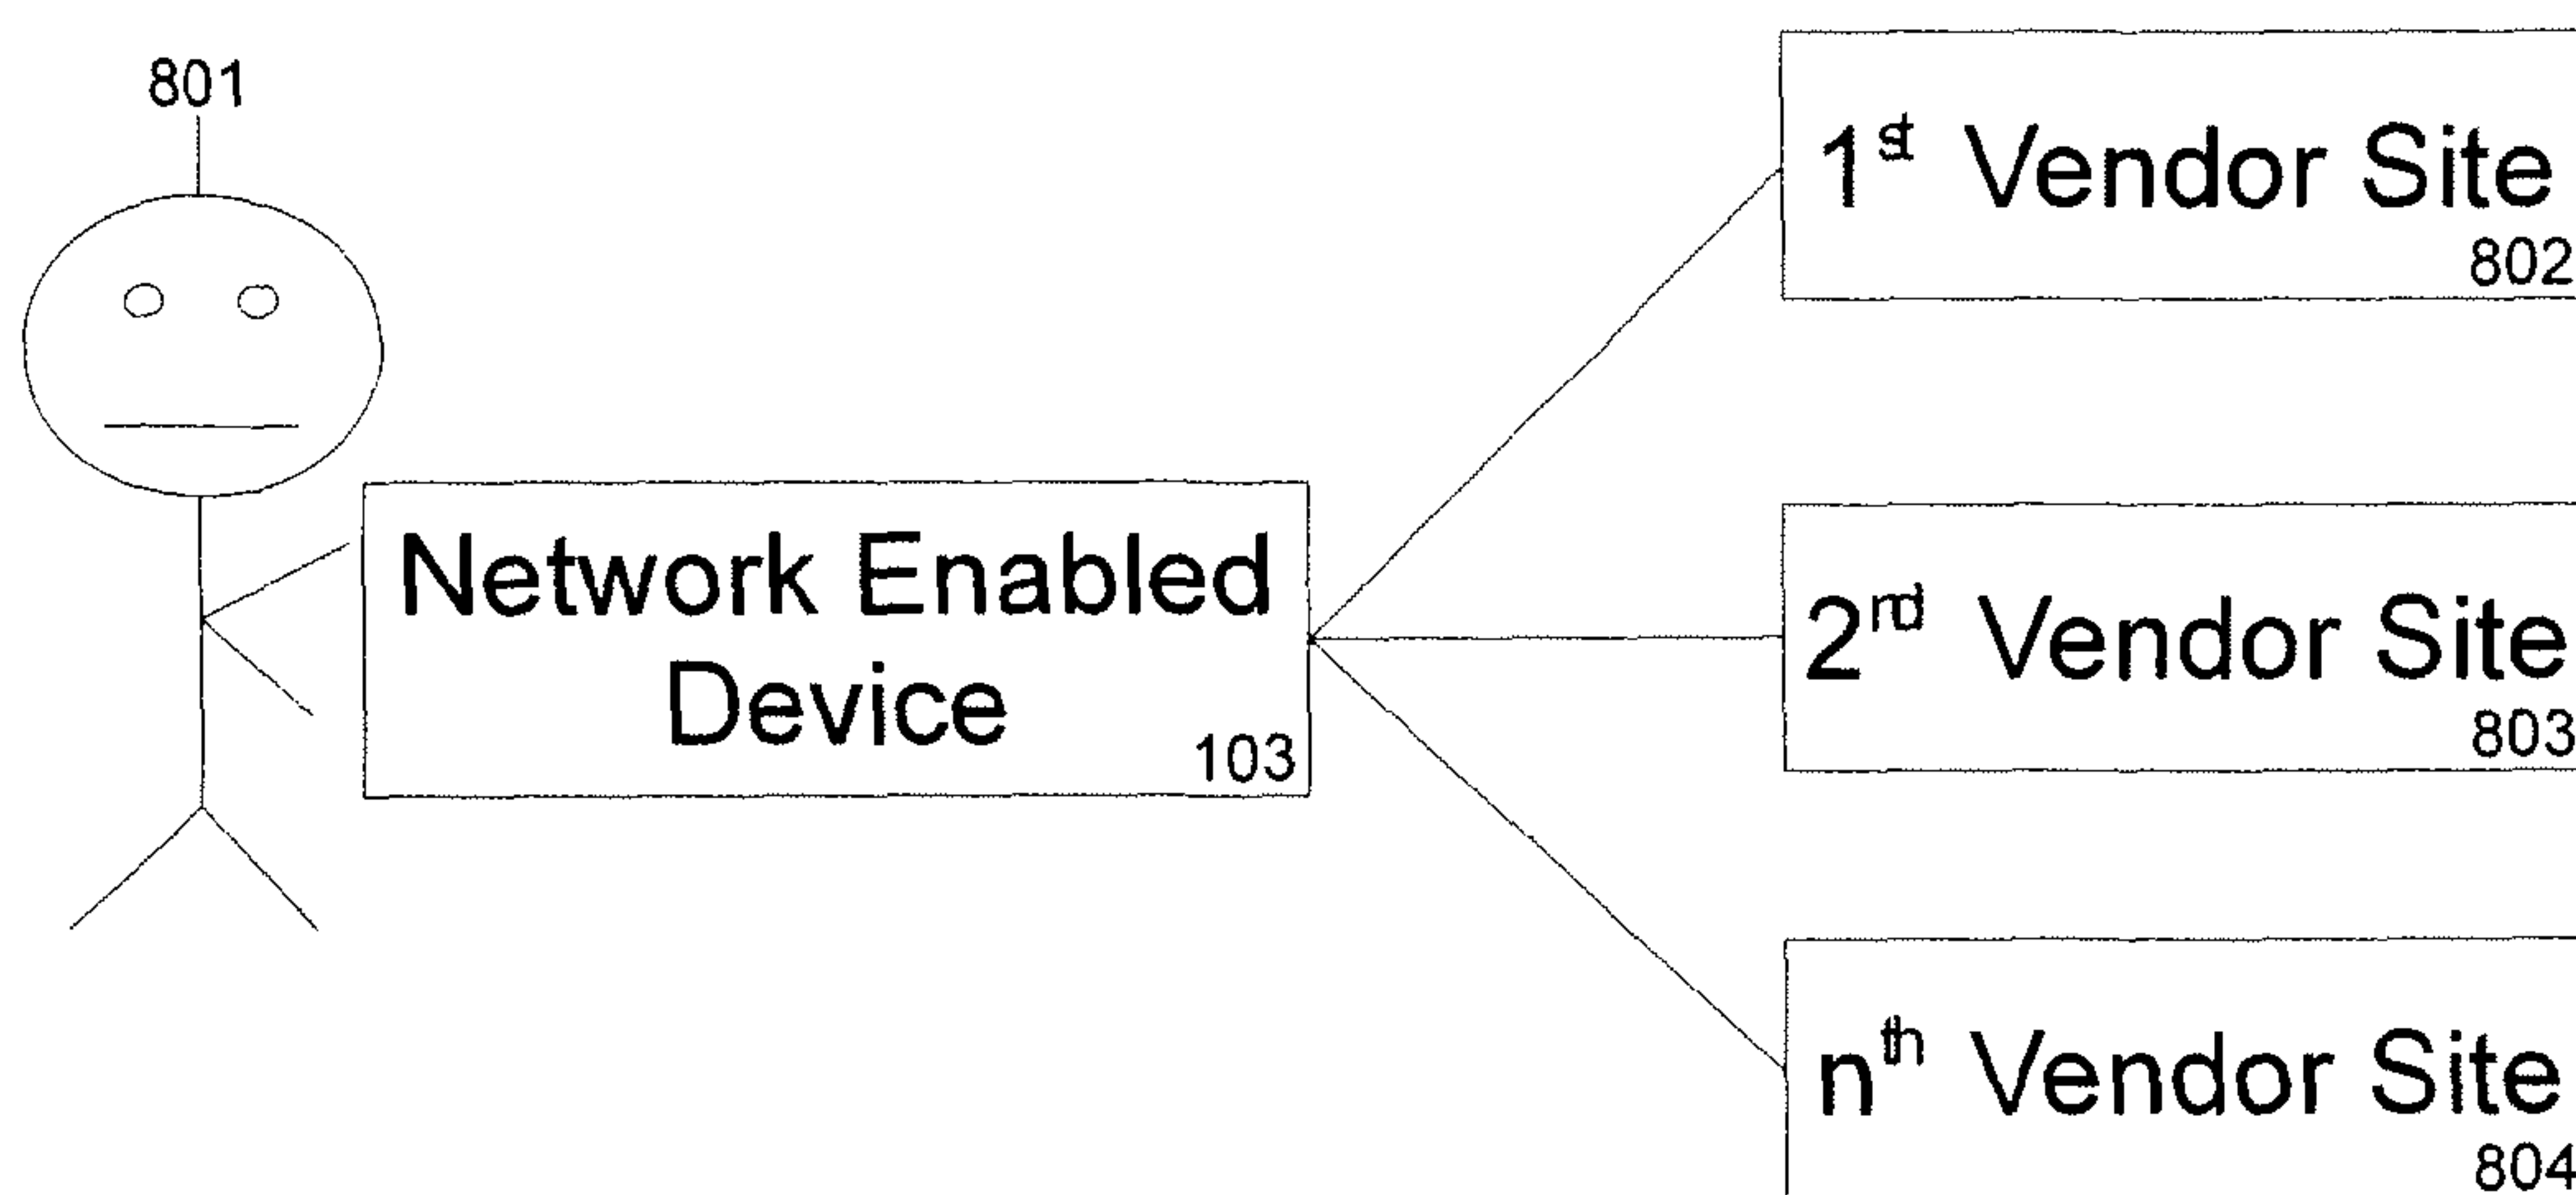 801
1st Vendor Site
802
Network Enabled
Device
103
2nd Vendor Site
803
nth Vendor Site
804